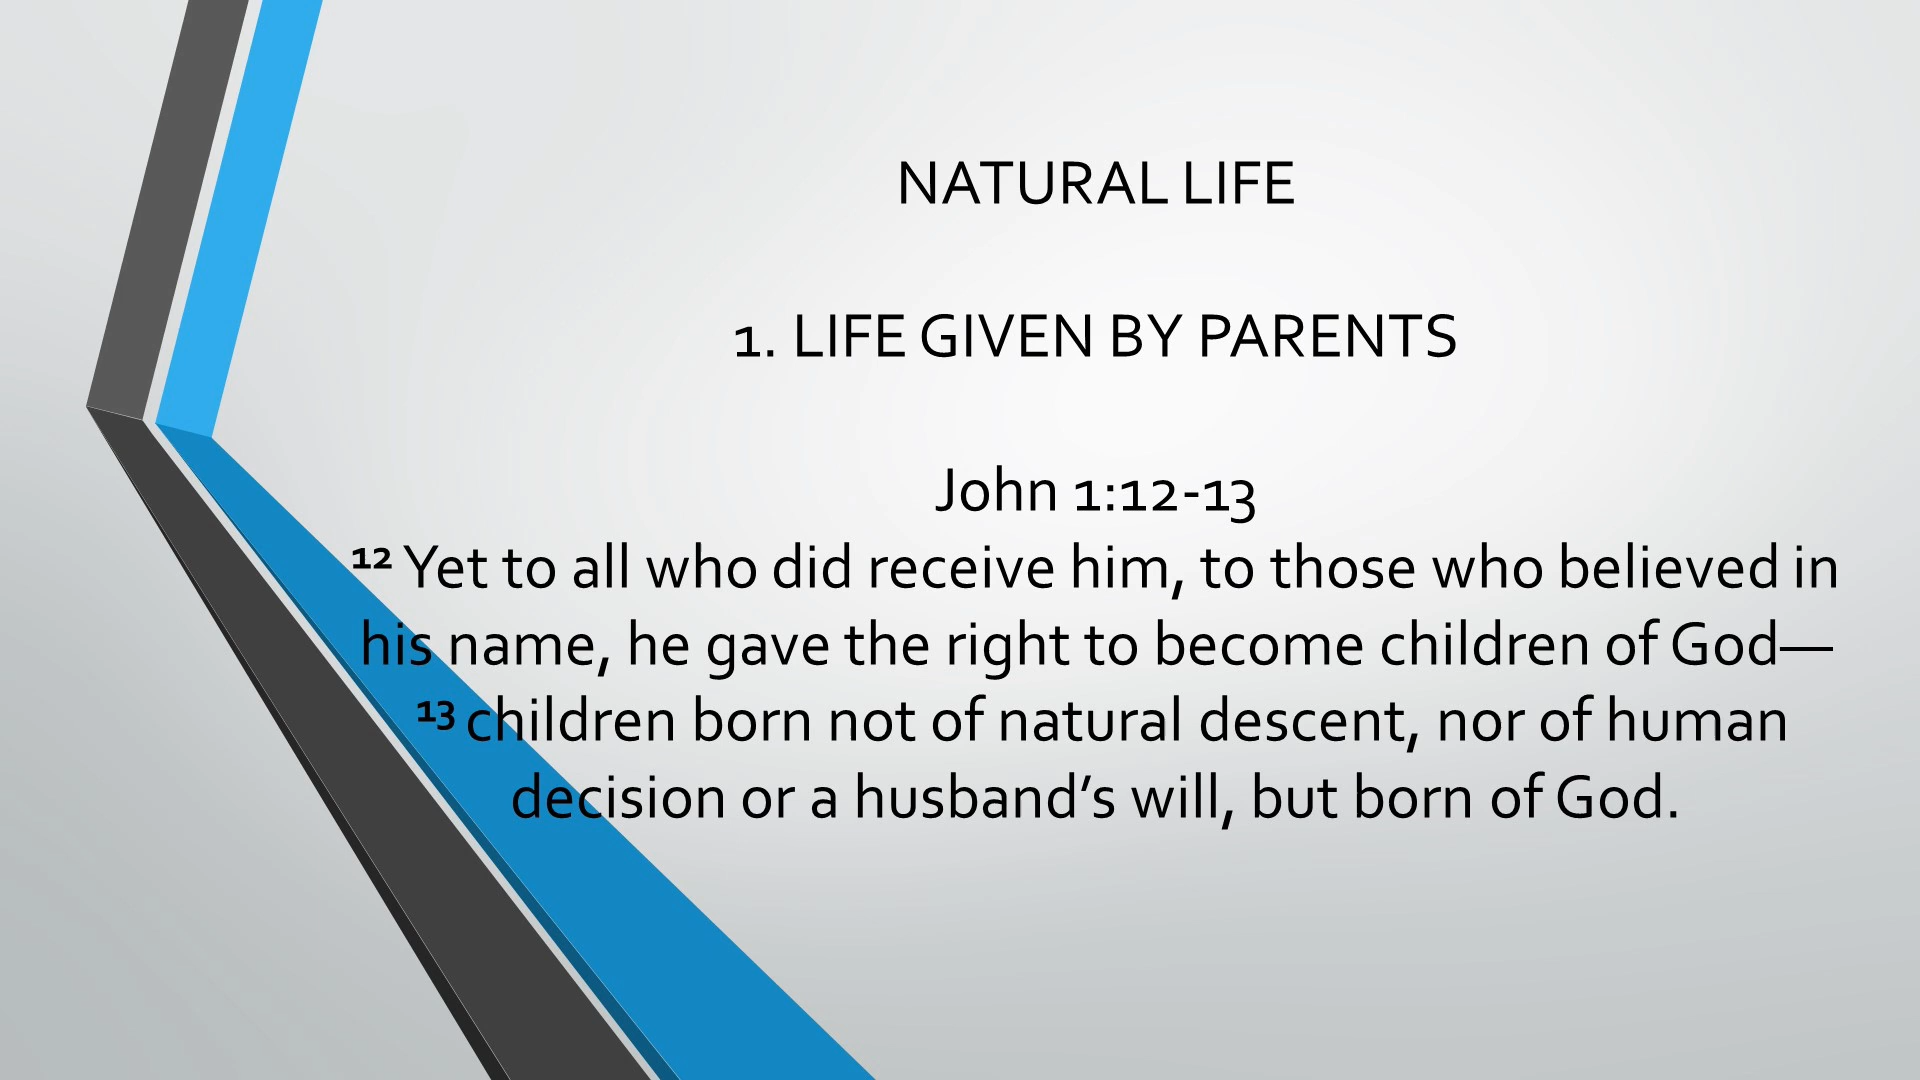 NATURAL LIFE
1. LIFE GIVEN BY PARENTS
John 1:12-13
12 Yet to all who did receive him, to those who believed in
his name, he gave the right to become children of God—
13 children born not of natural descent, nor of human
decision or a husband’s will, but born of God.